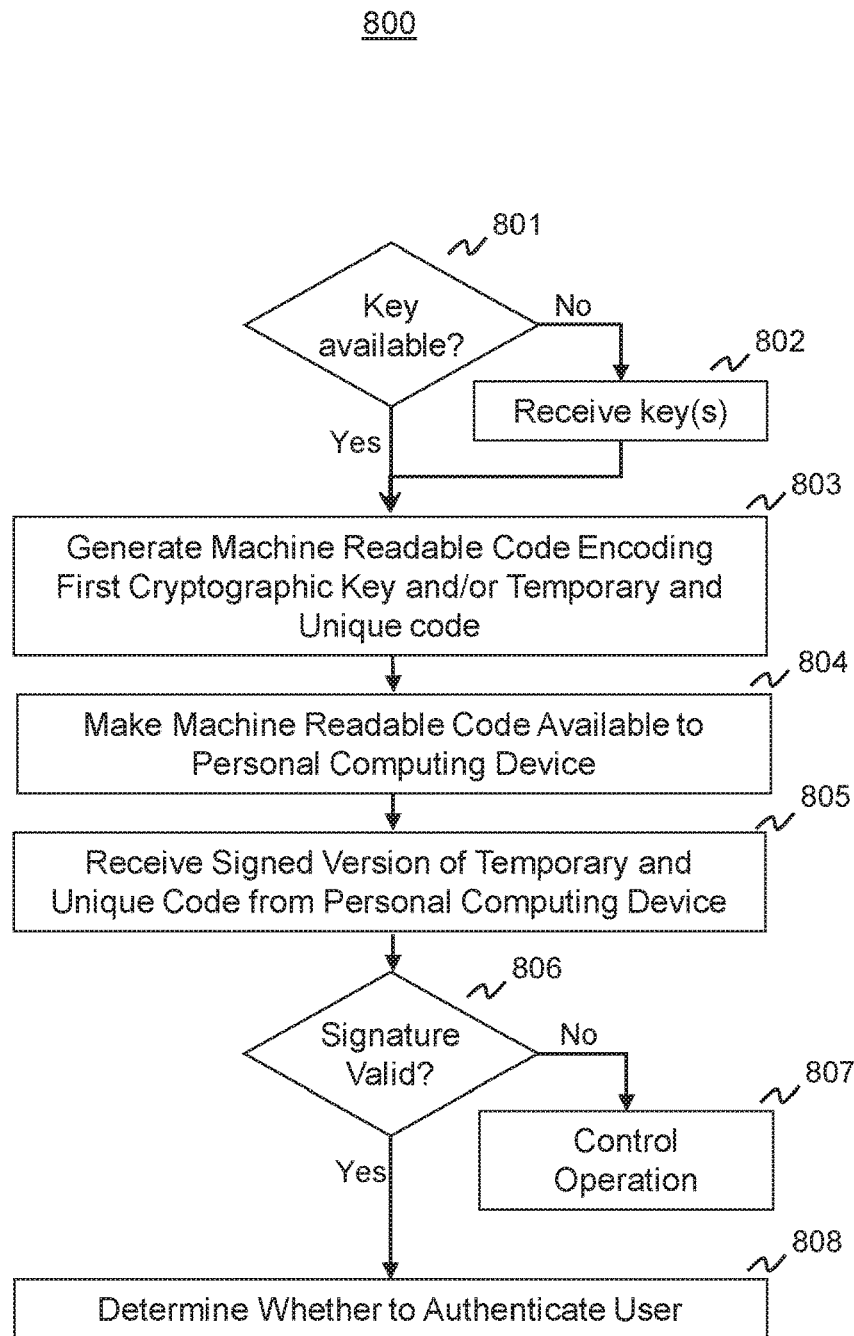 800
801
Key
available?
No
802
Receive key(s)
Yes
803
Generate Machine Readable Code Encoding
First Cryptographic Key and/or Temporary and
Unique code
804
Make Machine Readable Code Available to
Personal Computing Device
805
Receive Signed Version of Temporary and
Unique Code from Personal Computing Device
806
Signature
Valid?
No
807
Control
Operation
Yes
808
Determine Whether to Authenticate User